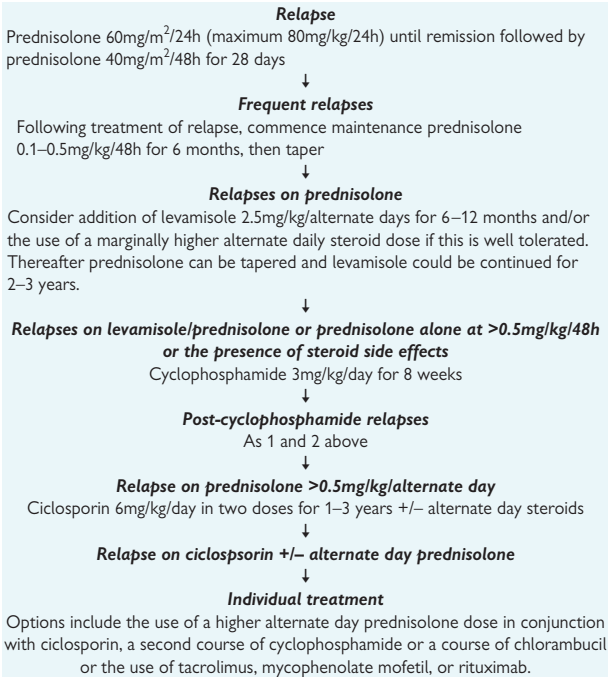 Relapse
Prednisolone 60mg/m²/24h (maximum 80mg/kg/24h) until remission followed by
prednisolone 40mg/m²/48h for 28 days
↓
Frequent relapses
Following treatment of relapse, commence maintenance prednisolone
0.1–0.5mg/kg/48h for 6 months, then taper
↓
Relapses on prednisolone
Consider addition of levamisole 2.5mg/kg/alternate days for 6–12 months and/or
the use of a marginally higher alternate daily steroid dose if this is well tolerated.
Thereafter prednisolone can be tapered and levamisole could be continued for
2–3 years.
↓
Relapses on levamisole/prednisolone or prednisolone alone at >0.5mg/kg/48h
or the presence of steroid side effects
Cyclophosphamide 3mg/kg/day for 8 weeks
↓
Post-cyclophosphamide relapses
As 1 and 2 above
↓
Relapse on prednisolone >0.5mg/kg/alternate day
Ciclosporin 6mg/kg/day in two doses for 1–3 years +/– alternate day steroids
↓
Relapse on ciclospsorin +/– alternate day prednisolone
↓
Individual treatment
Options include the use of a higher alternate day prednisolone dose in conjunction
with ciclosporin, a second course of cyclophosphamide or a course of chlorambucil
or the use of tacrolimus, mycophenolate mofetil, or rituximab.